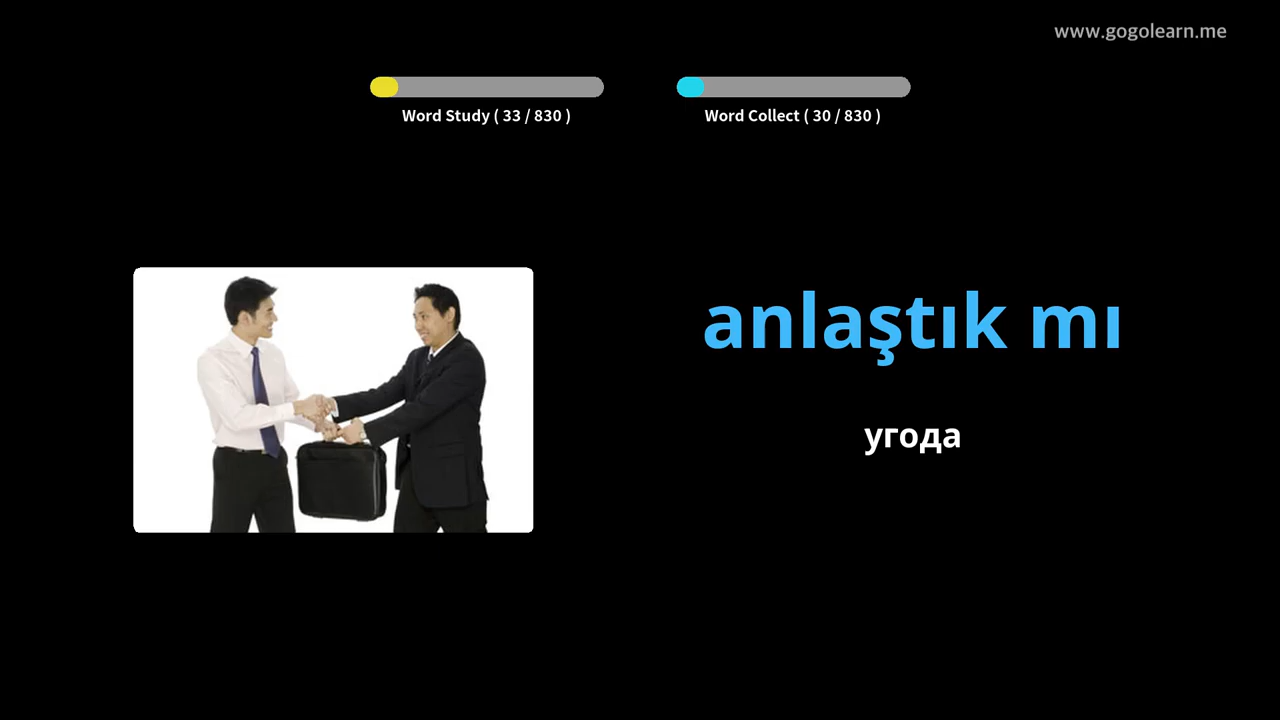 www.gogolearn.me
Word Study ( 33 / 830 )
Word Collect ( 30 / 830 )
anlaştık mı
угода